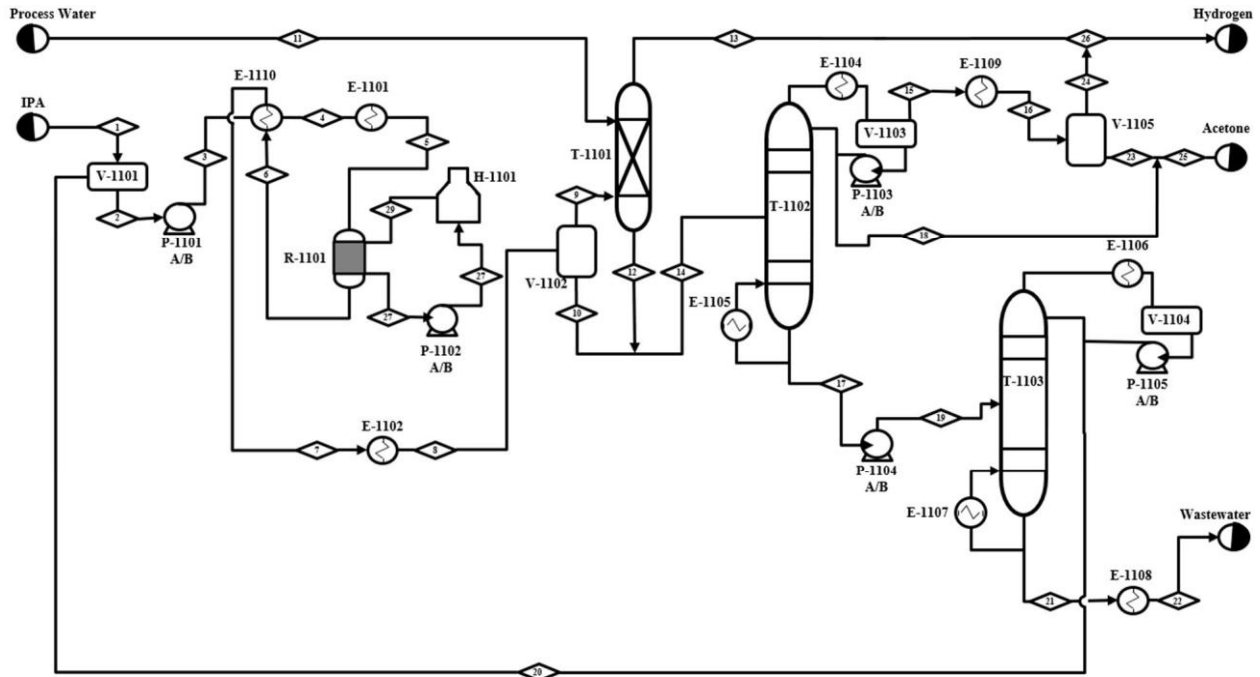 Process Water
11
13
26
Hydrogen
E-1110
E-1101
E-1104
E-1109
IPA
1
3
4
5
15
16
24
V-1103
V-1105
Acetone
T-1101
V-1101
6
H-1101
P-1103
A/B
23
25
2
P-1101
A/B
29
9
T-1102
R-1101
18
E-1106
V-1102
12
14
27
27
10
E-1105
P-1102
A/B
V-1104
T-1103
P-1105
A/B
17
19
E-1102
7
8
P-1104
A/B
E-1107
Wastewater
E-1108
21
22
20